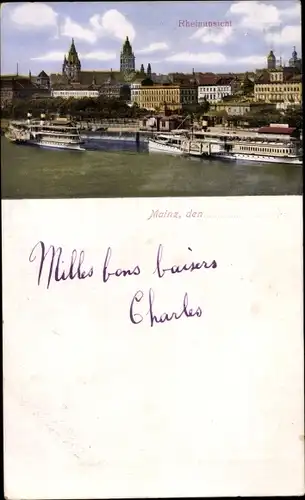 Rheinansicht
Mainz, den
Milles bons baisers
Charles